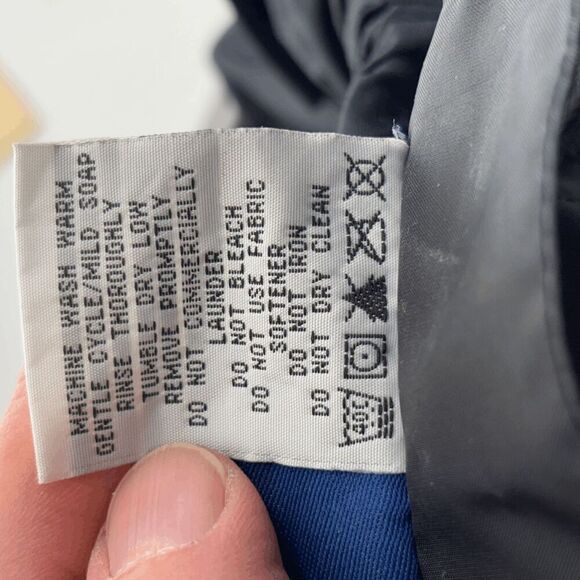 MACHINE WASH WARM
GENTLE CYCLE/MILD SOAP
RINSE THOROUGHLY
TUMBLE DRY LOW
REMOVE PROMPTLY
DO NOT COMMERCIALLY
LAUNDER
DO NOT BLEACH
DO NOT USE FABRIC
SOFTENER
DO NOT IRON
DO NOT DRY CLEAN
40°